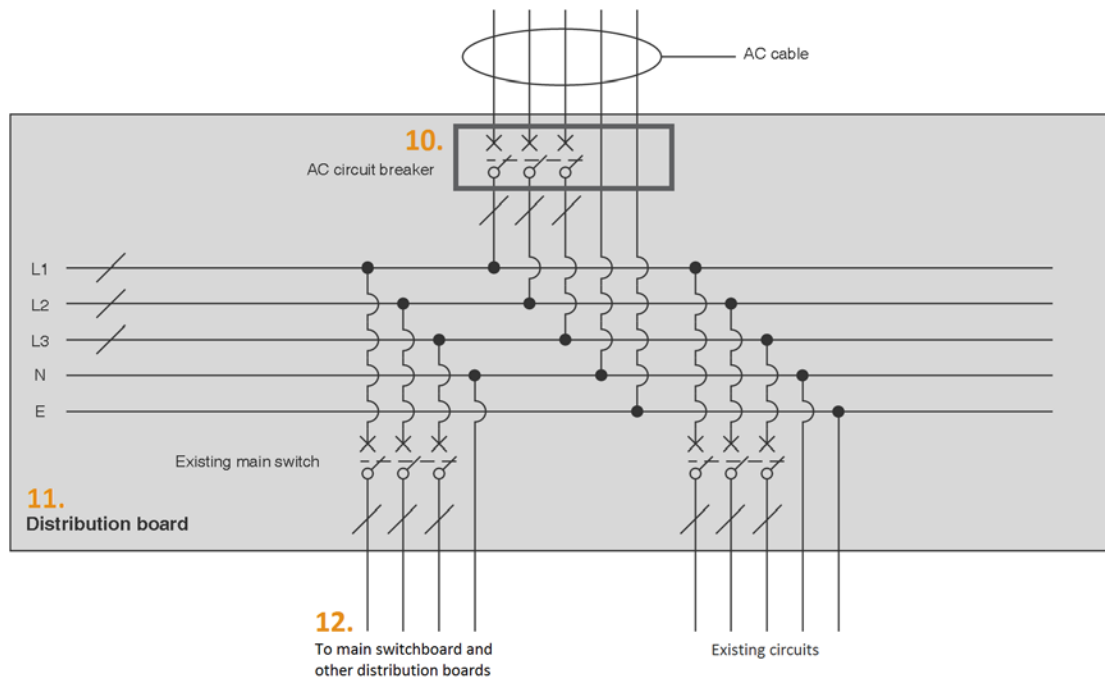 AC cable
10.
AC circuit breaker
L1
L2
L3
N
E
Existing main switch
11.
Distribution board
12.
To main switchboard and
other distribution boards
Existing circuits